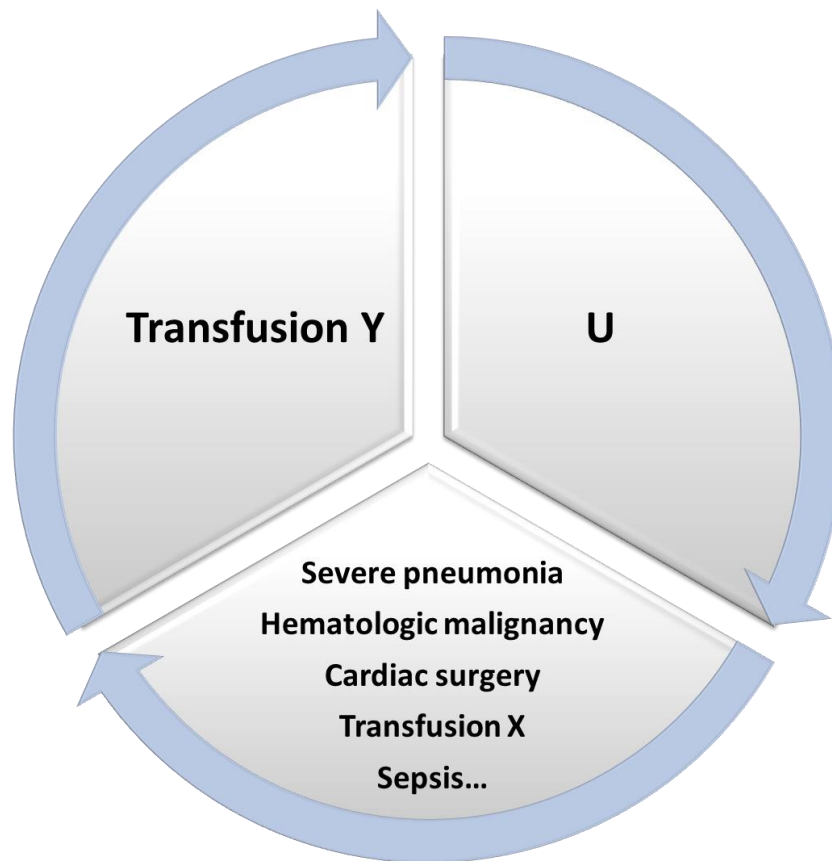 Transfusion Y
U
Severe pneumonia
Hematologic malignancy
Cardiac surgery
Transfusion X
Sepsis...